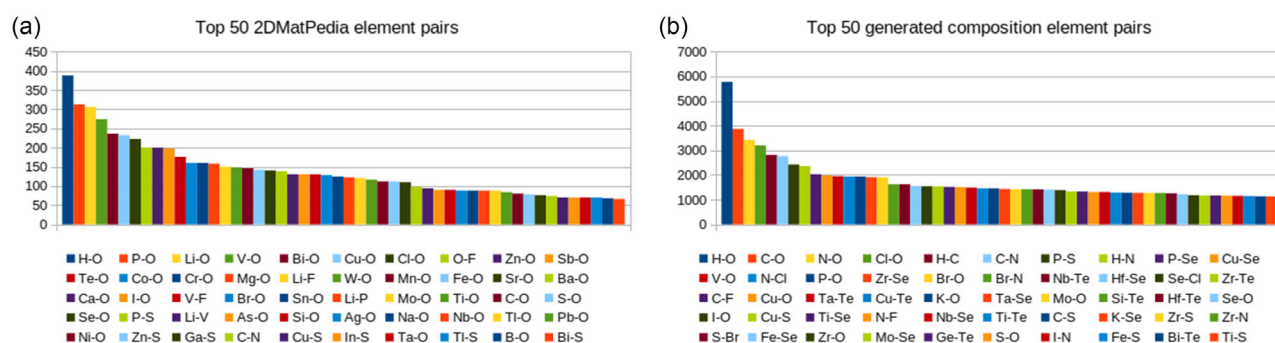 (a)
Top 50 2DMatPedia element pairs
450
400
350
300
250
200
150
100
50
0
H-O P-O Li-O V-O Bi-O Cu-O Cl-O O-F Zn-O Sb-O
Te-O Co-O Cr-O Mg-O Li-F W-O Mn-O Fe-O Sr-O Ba-O
Ca-O I-O V-F Br-O Sn-O Li-P Mo-O Ti-O C-O S-O
Se-O P-S Li-V As-O Si-O Ag-O Na-O Nb-O Tl-O Pb-O
Ni-O Zn-S Ga-S C-N Cu-S In-S Ta-O Tl-S B-O Bi-S
(b)
Top 50 generated composition element pairs
7000
6000
5000
4000
3000
2000
1000
0
H-O C-O N-O Cl-O H-C C-N P-S H-N P-Se Cu-Se
V-O N-Cl P-O Zr-Se Br-O Br-N Nb-Te Hf-Se Se-Cl Zr-Te
C-F Cu-O Ta-Te Cu-Te K-O Ta-Se Mo-O Si-Te Hf-Te Se-O
I-O Cu-S Ti-Se N-F Nb-Se Ti-Te C-S K-Se Zr-S Zr-N
S-Br Fe-Se Zr-O Mo-Se Ge-Te S-O I-N Fe-S Bi-Te Ti-S